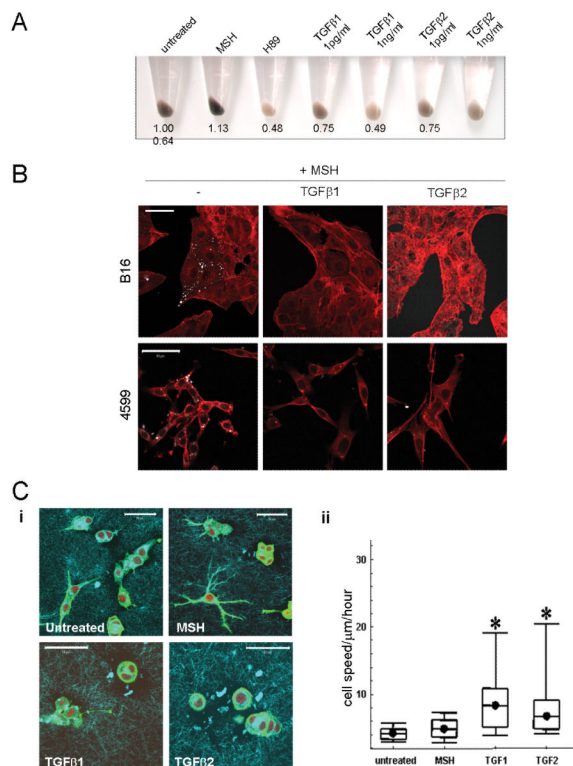 A
untreated
MSH
H89
TGFβ1
1pg/ml
TGFβ1
1ng/ml
TGFβ2
1pg/ml
TGFβ2
1ng/ml
1.00 1.13 0.48 0.75 0.49 0.75
0.64
B
+ MSH
- TGFβ1 TGFβ2
B16
4599
C
i
Untreated
MSH
TGFβ1
TGFβ2
ii
cell speed/μm/hour
30
20
10
* *
untreated MSH TGF1 TGF2